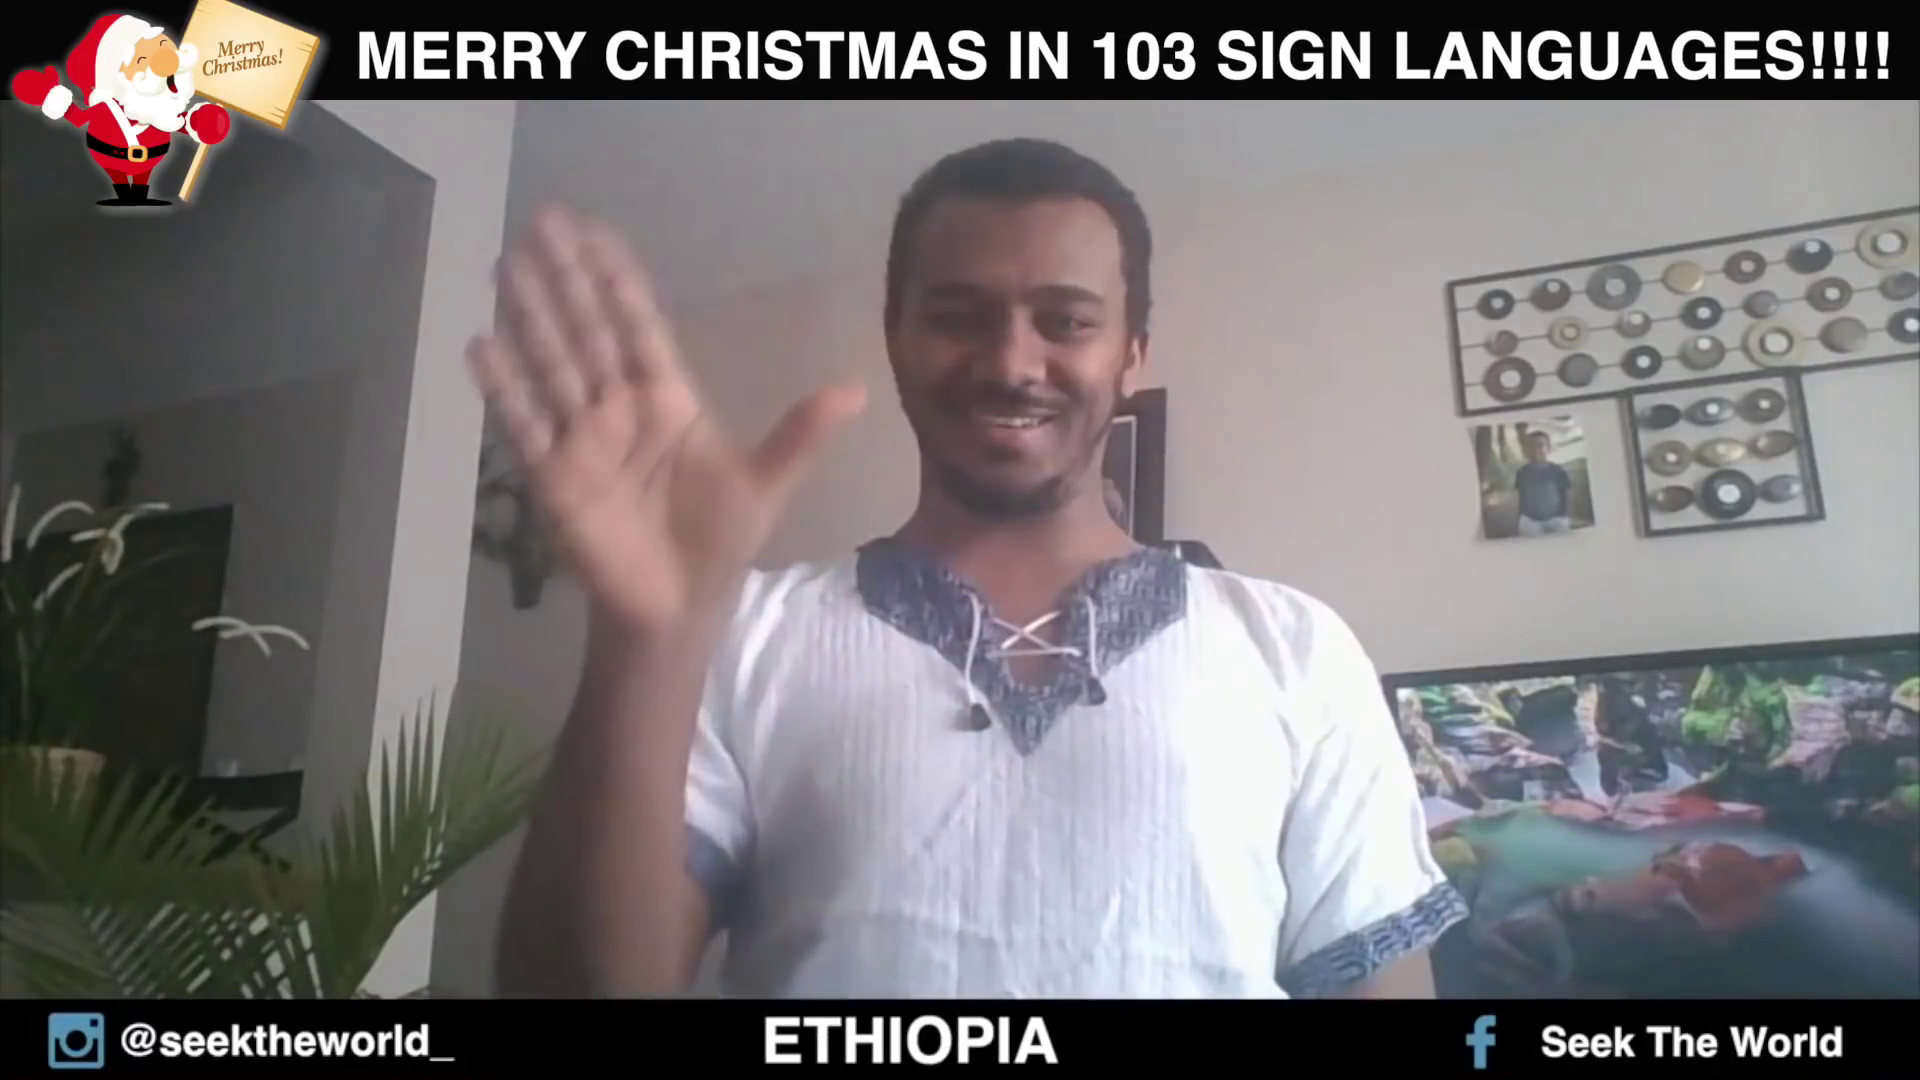 Merry
Christmas!
MERRY CHRISTMAS IN 103 SIGN LANGUAGES!!!!
@seektheworld_
ETHIOPIA
Seek The World